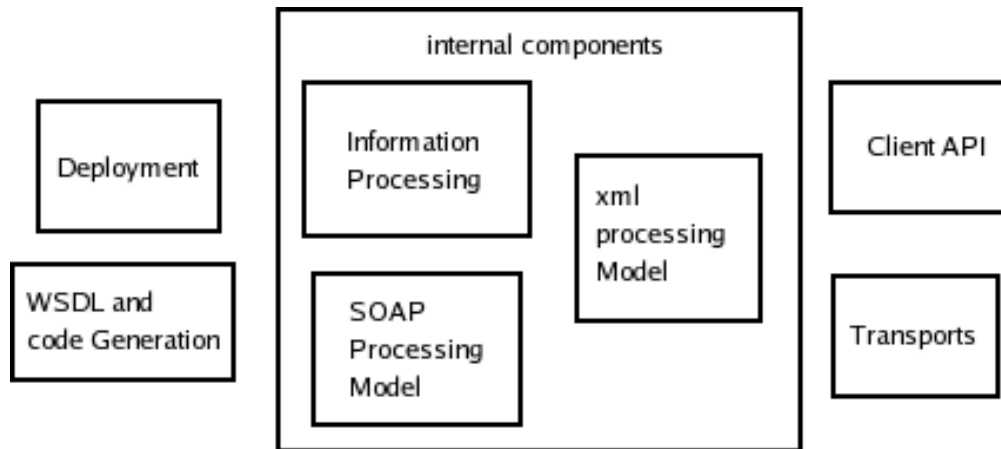 internal components
Deployment
WSDL and
code Generation
Information
Processing
SOAP
Processing
Model
xml
processing
Model
Client API
Transports